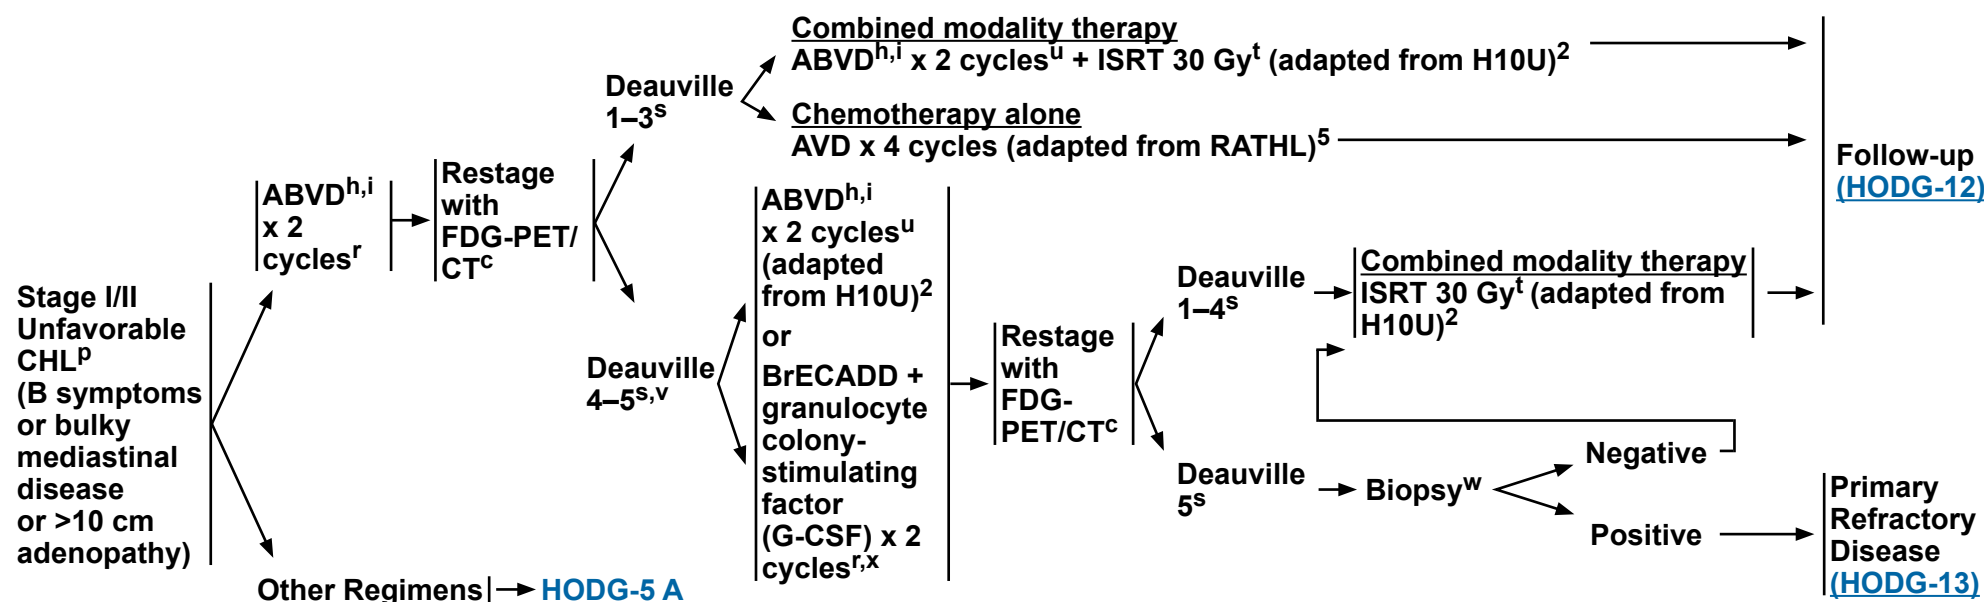 Stage I/II
Unfavorable
CHLp
(B symptoms
or bulky
mediastinal
disease
or >10 cm
adenopathy)
ABVDh,i
x 2
cyclesr
Restage
with
FDG-PET/
CTc
Other Regimens
HODG-5 A
Deauville
1–3s
Combined modality therapy
ABVDh,i x 2 cyclesu + ISRT 30 Gyt (adapted from H10U)2
Chemotherapy alone
AVD x 4 cycles (adapted from RATHL)5
Deauville
4–5s,v
ABVDh,i
x 2 cyclesu
(adapted
from H10U)2
or
BrECADD +
granulocyte
colony-
stimulating
factor
(G-CSF) x 2
cyclesr,x
Restage
with
FDG-
PET/CTc
Deauville
1–4s
Combined modality therapy
ISRT 30 Gyt (adapted from
H10U)2
Deauville
5s
Biopsyw
Negative
Positive
Follow-up
(HODG-12)
Primary
Refractory
Disease
(HODG-13)